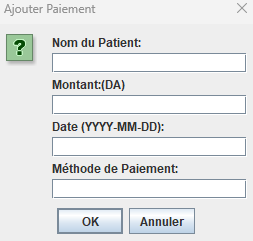 Ajouter Paiement
Nom du Patient:
Montant:(DA)
Date (YYYY-MM-DD):
Méthode de Paiement:
OK Annuler